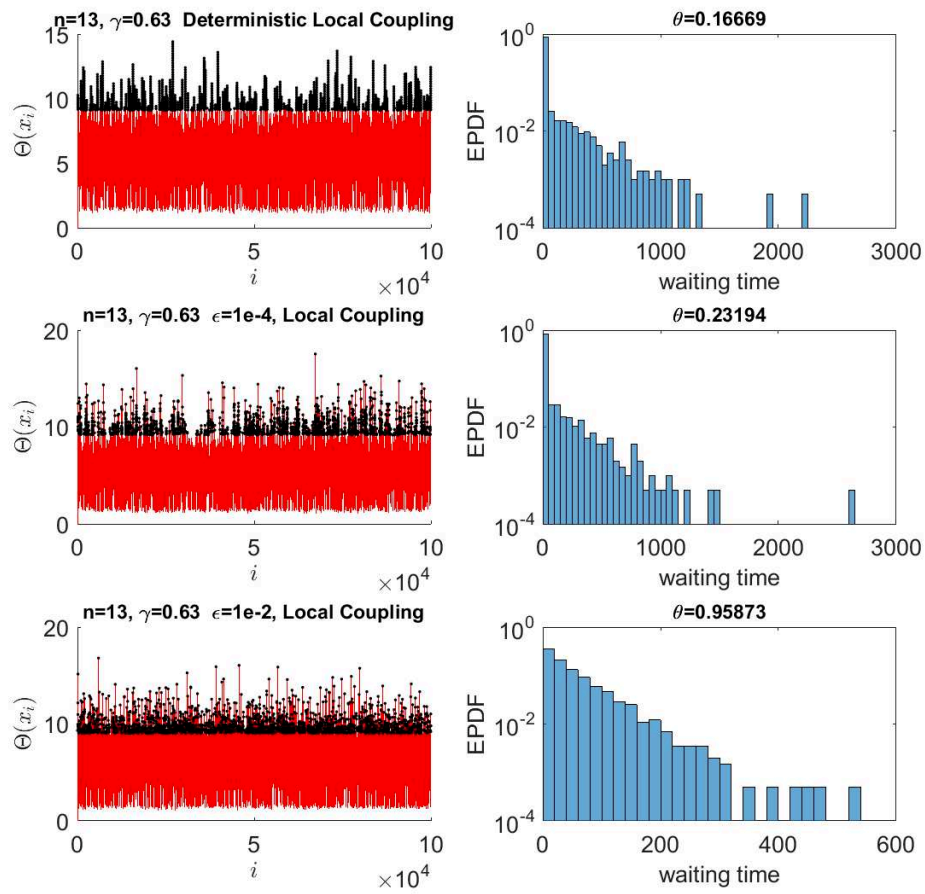 n=13, γ=0.63 Deterministic Local Coupling
15
10
5
0
Θ(x_i)
0
5
10
i
×10^4
θ=0.16669
10^0
10^-2
10^-4
EPDF
0
1000
2000
3000
waiting time
n=13, γ=0.63 ϵ=1e-4, Local Coupling
20
10
0
Θ(x_i)
0
5
10
i
×10^4
θ=0.23194
10^0
10^-2
10^-4
EPDF
0
1000
2000
3000
waiting time
n=13, γ=0.63 ϵ=1e-2, Local Coupling
20
10
0
Θ(x_i)
0
5
10
i
×10^4
θ=0.95873
10^0
10^-2
10^-4
EPDF
0
200
400
600
waiting time